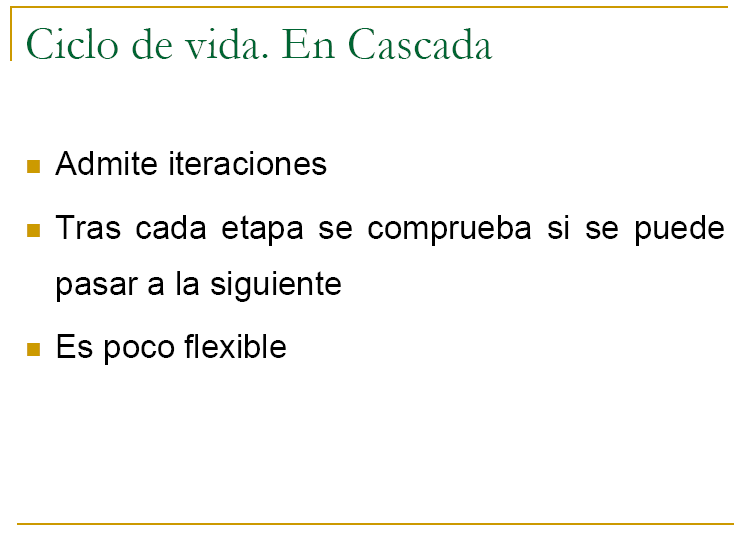 Ciclo de vida. En Cascada
Admite iteraciones
Tras cada etapa se comprueba si se puede
pasar a la siguiente
Es poco flexible